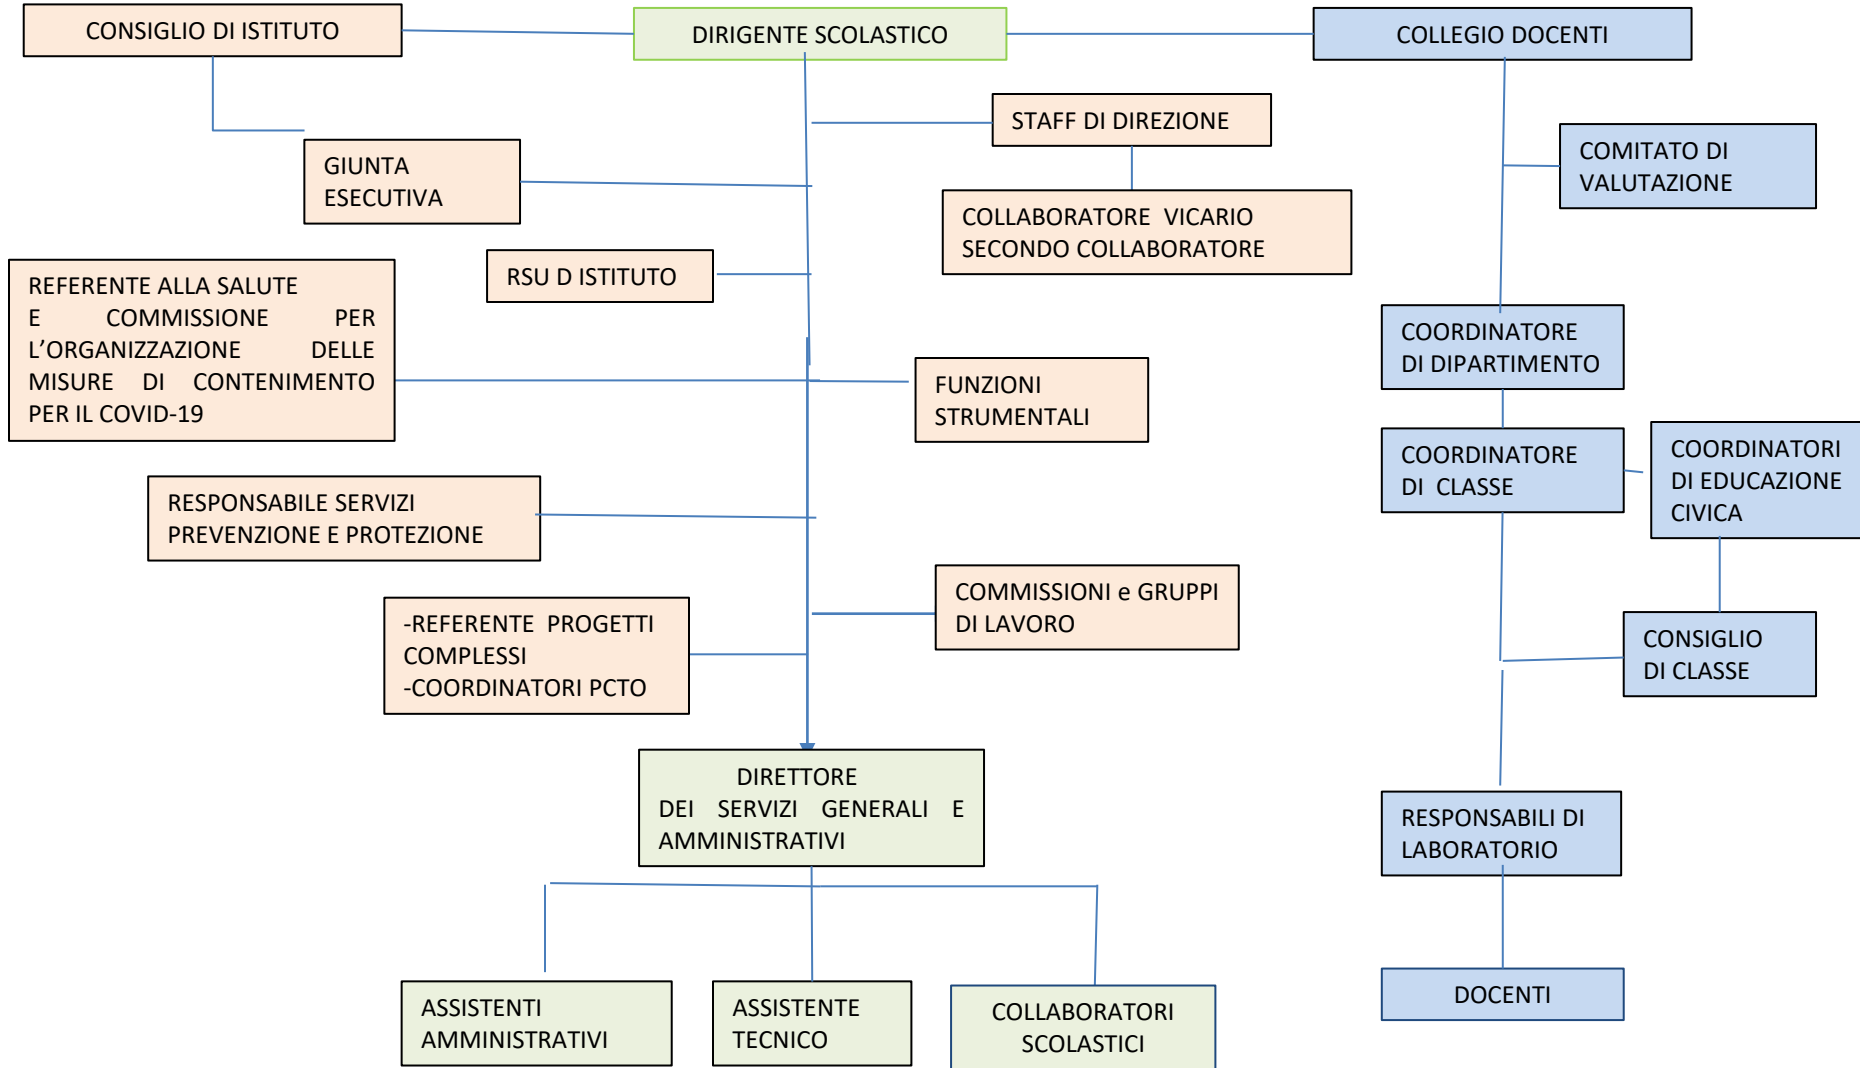 CONSIGLIO DI ISTITUTO
DIRIGENTE SCOLASTICO
COLLEGIO DOCENTI
STAFF DI DIREZIONE
GIUNTA
ESECUTIVA
COMITATO DI
VALUTAZIONE
COLLABORATORE VICARIO
SECONDO COLLABORATORE
RSU D ISTITUTO
REFERENTE ALLA SALUTE
E COMMISSIONE PER
L’ORGANIZZAZIONE DELLE
MISURE DI CONTENIMENTO
PER IL COVID-19
COORDINATORE
DI DIPARTIMENTO
FUNZIONI
STRUMENTALI
COORDINATORE
DI CLASSE
COORDINATORI
DI EDUCAZIONE
CIVICA
RESPONSABILE SERVIZI
PREVENZIONE E PROTEZIONE
COMMISSIONI e GRUPPI
DI LAVORO
-REFERENTE PROGETTI
COMPLESSI
-COORDINATORI PCTO
CONSIGLIO
DI CLASSE
DIRETTORE
DEI SERVIZI GENERALI E
AMMINISTRATIVI
RESPONSABILI DI
LABORATORIO
ASSISTENTI
AMMINISTRATIVI
ASSISTENTE
TECNICO
COLLABORATORI
SCOLASTICI
DOCENTI